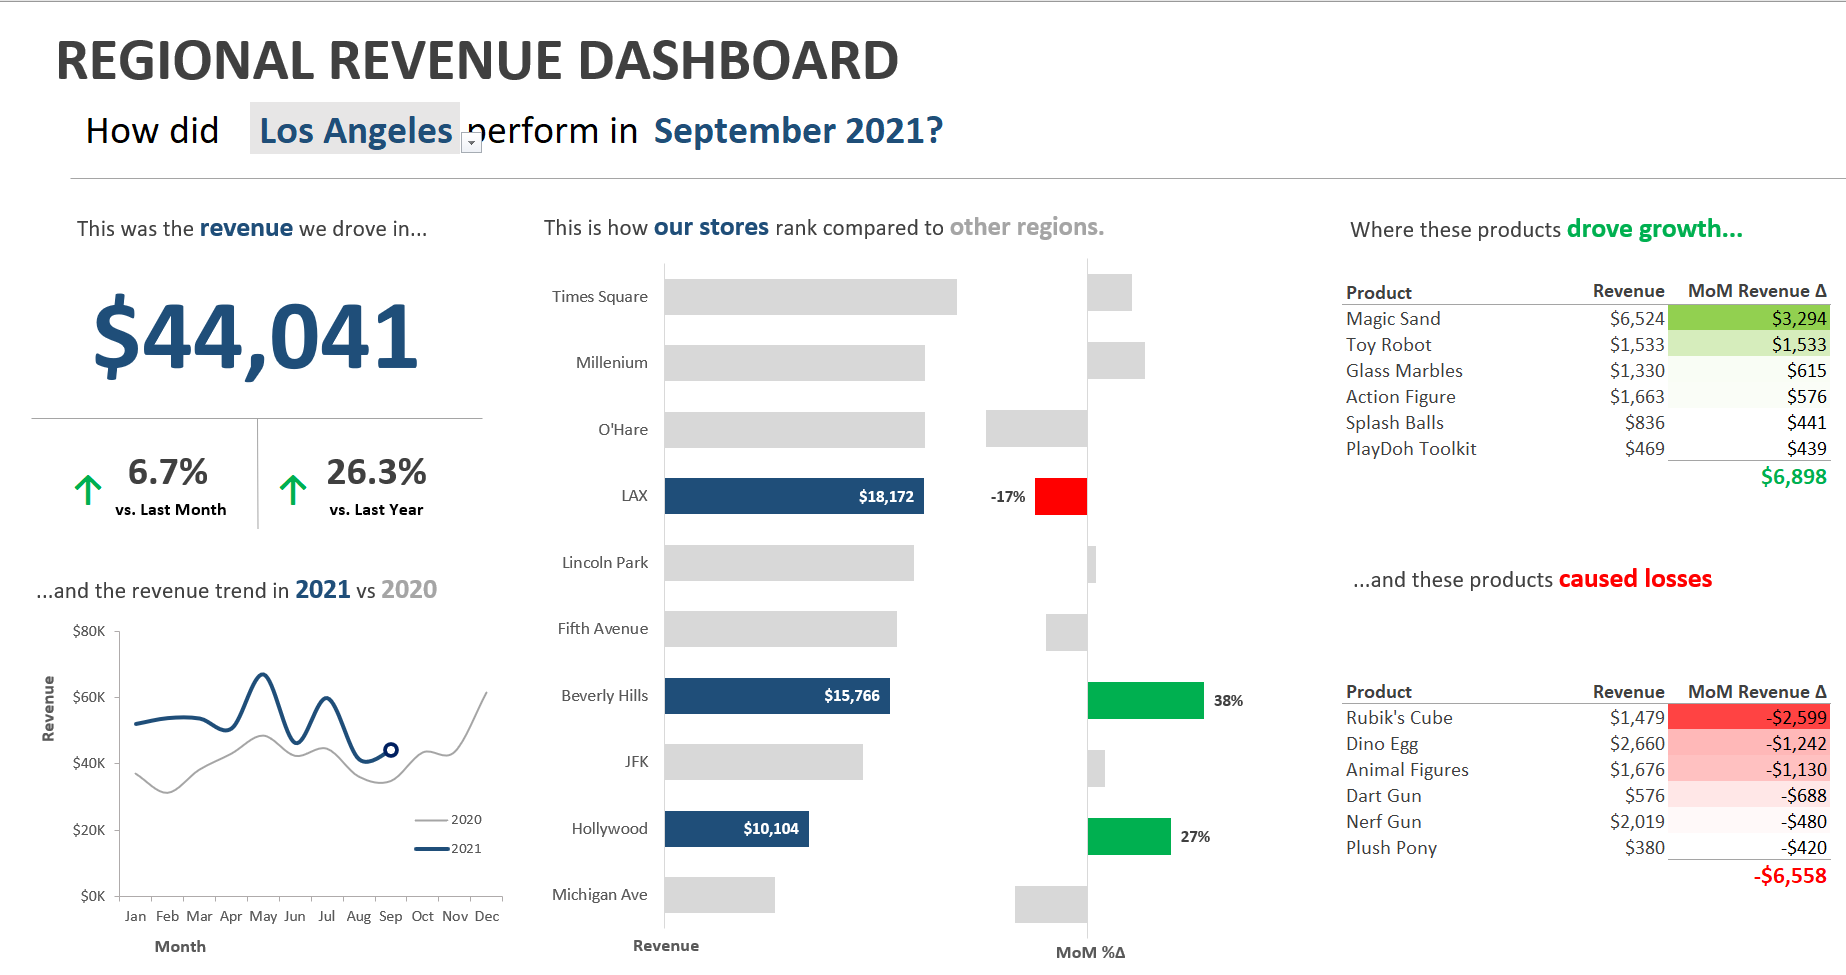 REGIONAL REVENUE DASHBOARD
How did Los Angeles perform in September 2021?
This was the revenue we drove in...
$44,041
6.7%
vs. Last Month
26.3%
vs. Last Year
...and the revenue trend in 2021 vs 2020
$80K
$60K
$40K
$20K
$0K
Revenue
2020
2021
Jan Feb Mar Apr May Jun Jul Aug Sep Oct Nov Dec
Month
This is how our stores rank compared to other regions.
Times Square
Millenium
O'Hare
LAX $18,172 -17%
Lincoln Park
Fifth Avenue
Beverly Hills $15,766 38%
JFK
Hollywood $10,104 27%
Michigan Ave
Revenue
MoM %Δ
Where these products drove growth...
Product Revenue MoM Revenue Δ
Magic Sand $6,524 $3,294
Toy Robot $1,533 $1,533
Glass Marbles $1,330 $615
Action Figure $1,663 $576
Splash Balls $836 $441
PlayDoh Toolkit $469 $439
$6,898
...and these products caused losses
Product Revenue MoM Revenue Δ
Rubik's Cube $1,479 -$2,599
Dino Egg $2,660 -$1,242
Animal Figures $1,676 -$1,130
Dart Gun $576 -$688
Nerf Gun $2,019 -$480
Plush Pony $380 -$420
-$6,558